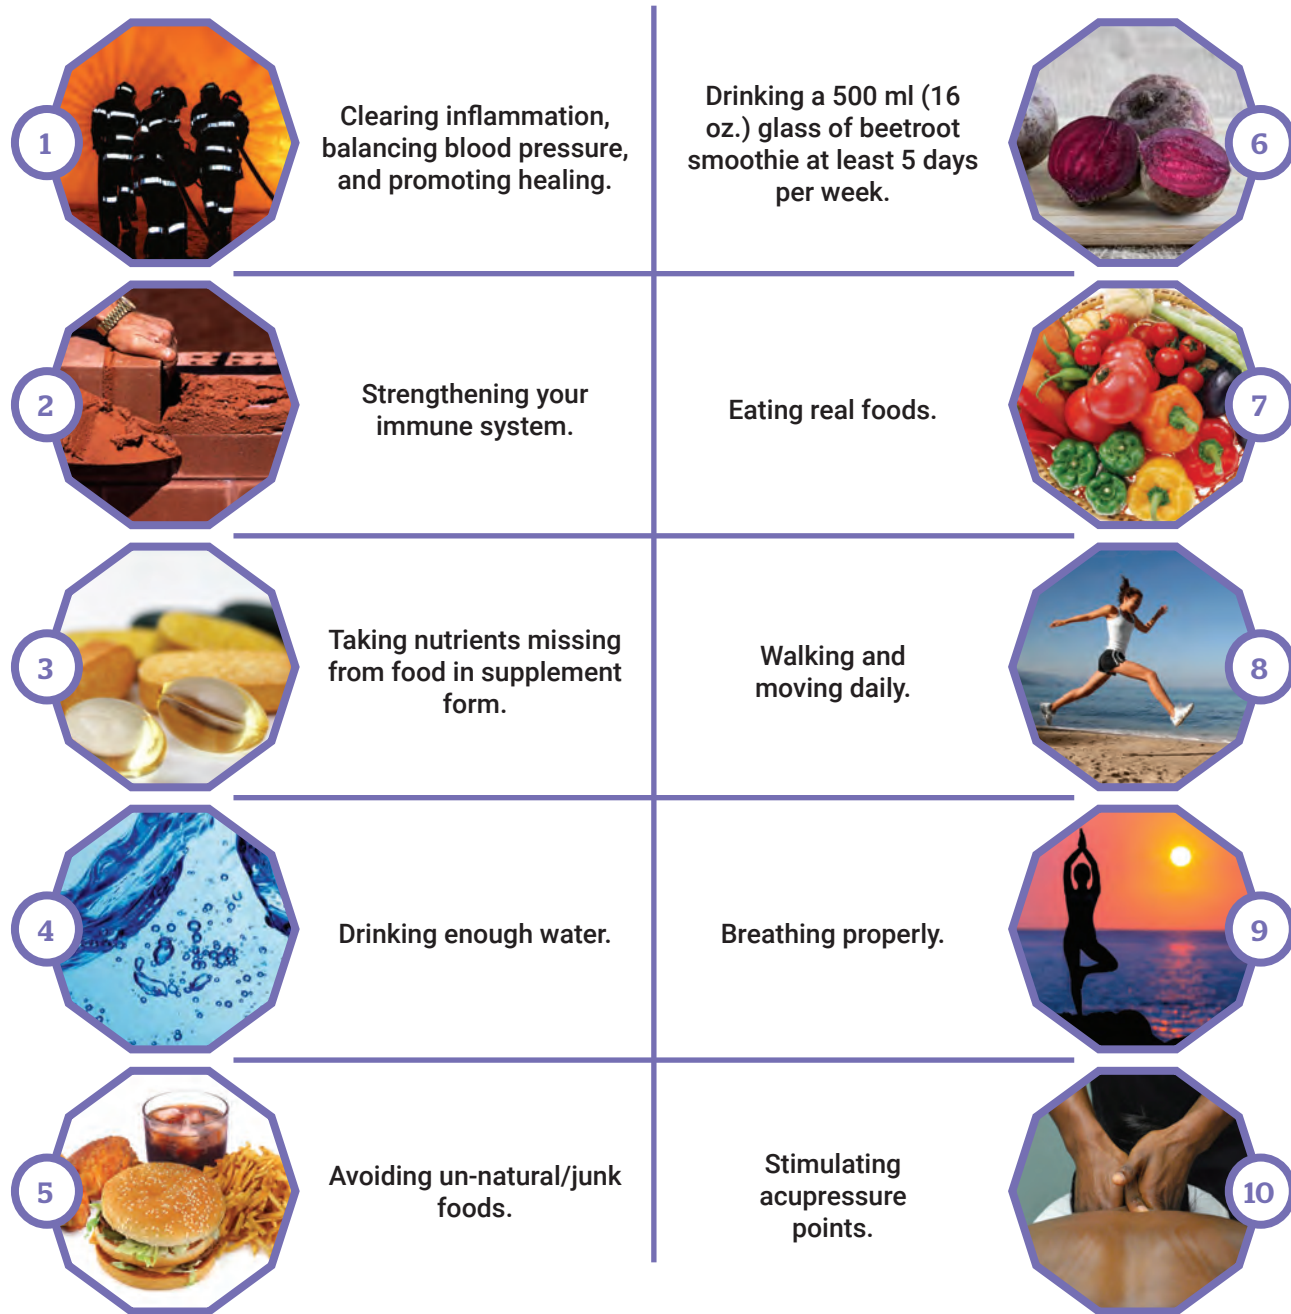 1
Clearing inflammation,
balancing blood pressure,
and promoting healing.
2
Strengthening your
immune system.
3
Taking nutrients missing
from food in supplement
form.
4
Drinking enough water.
5
Avoiding un-natural/junk
foods.
Drinking a 500 ml (16
oz.) glass of beetroot
smoothie at least 5 days
per week.
6
Eating real foods.
7
Walking and
moving daily.
8
Breathing properly.
9
Stimulating
acupressure
points.
10